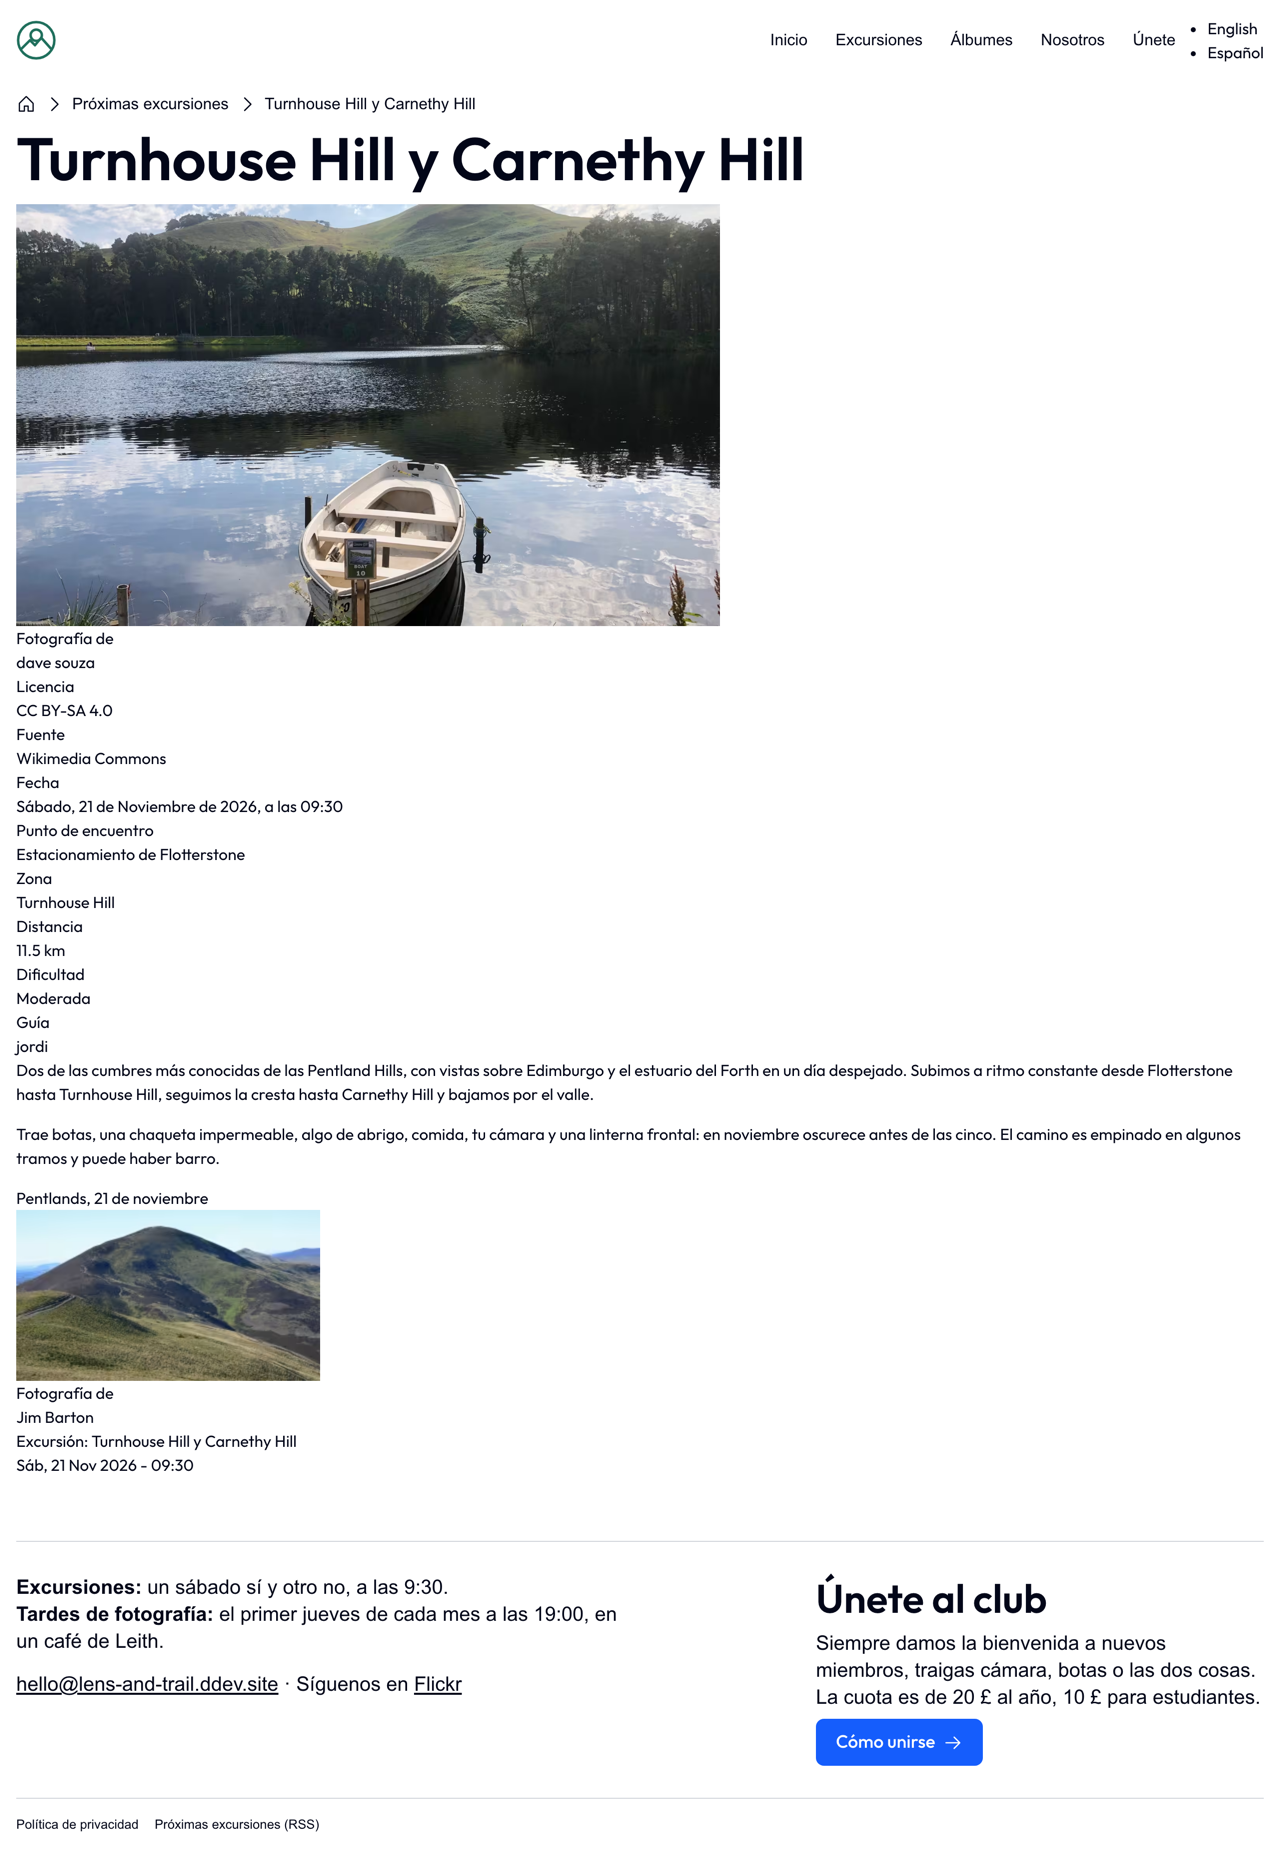 Inicio Excursiones Álbumes Nosotros Únete
English
Español
Próximas excursiones Turnhouse Hill y Carnethy Hill
Turnhouse Hill y Carnethy Hill
BOAT
10
Fotografía de
dave souza
Licencia
CC BY-SA 4.0
Fuente
Wikimedia Commons
Fecha
Sábado, 21 de Noviembre de 2026, a las 09:30
Punto de encuentro
Estacionamiento de Flotterstone
Zona
Turnhouse Hill
Distancia
11.5 km
Dificultad
Moderada
Guía
jordi
Dos de las cumbres más conocidas de las Pentland Hills, con vistas sobre Edimburgo y el estuario del Forth en un día despejado. Subimos a ritmo constante desde Flotterstone
hasta Turnhouse Hill, seguimos la cresta hasta Carnethy Hill y bajamos por el valle.
Trae botas, una chaqueta impermeable, algo de abrigo, comida, tu cámara y una linterna frontal: en noviembre oscurece antes de las cinco. El camino es empinado en algunos
tramos y puede haber barro.
Pentlands, 21 de noviembre
Fotografía de
Jim Barton
Excursión: Turnhouse Hill y Carnethy Hill
Sáb, 21 Nov 2026 - 09:30
Excursiones: un sábado sí y otro no, a las 9:30.
Tardes de fotografía: el primer jueves de cada mes a las 19:00, en
un café de Leith.
hello@lens-and-trail.ddev.site · Síguenos en Flickr
Únete al club
Siempre damos la bienvenida a nuevos
miembros, traigas cámara, botas o las dos cosas.
La cuota es de 20 £ al año, 10 £ para estudiantes.
Cómo unirse
Política de privacidad Próximas excursiones (RSS)